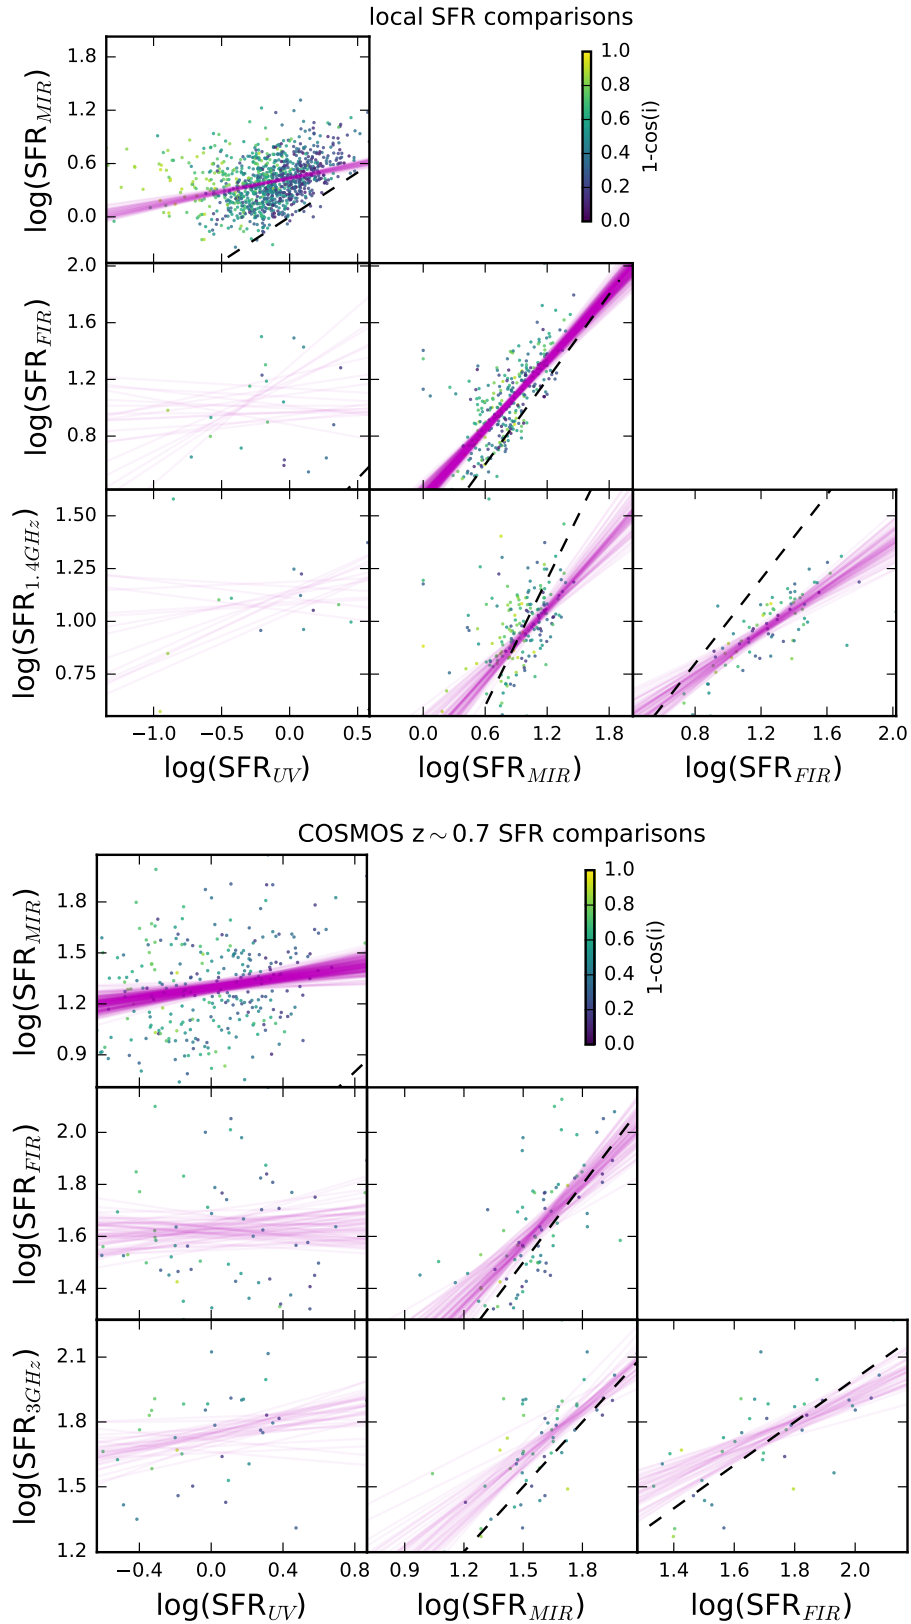 local SFR comparisons
1.8
1.2
0.6
0.0
log(SFR_MIR)
1.0
0.8
0.6
0.4
0.2
0.0
1-cos(i)
2.0
1.6
1.2
0.8
log(SFR_FIR)
1.50
1.25
1.00
0.75
log(SFR_1.4GHz)
−1.0 −0.5 0.0 0.5
0.0 0.6 1.2 1.8
0.8 1.2 1.6 2.0
log(SFR_UV)
log(SFR_MIR)
log(SFR_FIR)
COSMOS z∼0.7 SFR comparisons
1.8
1.5
1.2
0.9
log(SFR_MIR)
1.0
0.8
0.6
0.4
0.2
0.0
1-cos(i)
2.0
1.8
1.6
1.4
log(SFR_FIR)
2.1
1.8
1.5
1.2
log(SFR_3GHz)
−0.4 0.0 0.4 0.8
0.9 1.2 1.5 1.8
1.4 1.6 1.8 2.0
log(SFR_UV)
log(SFR_MIR)
log(SFR_FIR)